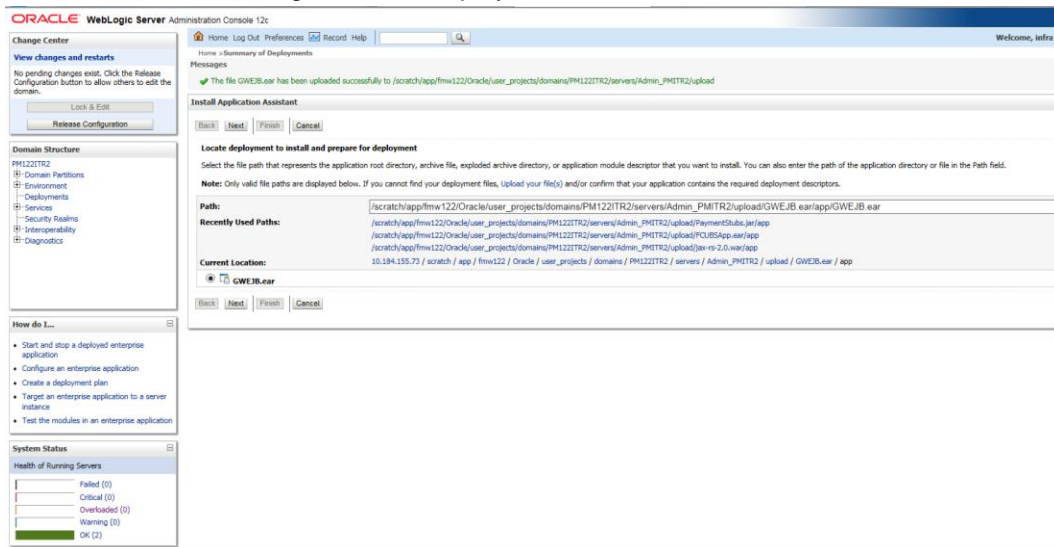 ORACLE WebLogic Server Administration Console 12c
Change Center
View changes and restarts
No pending changes exist. Click the Release
Configuration button to allow others to edit the
domain.
Lock & Edit
Release Configuration
Domain Structure
PM122ITR2
Domain Partitions
Environment
Deployments
Services
Security Realms
Interoperability
Diagnostics
How do I...
Start and stop a deployed enterprise
application
Configure an enterprise application
Create a deployment plan
Target an enterprise application to a server
instance
Test the modules in an enterprise application
System Status
Health of Running Servers
Failed (0)
Critical (0)
Overloaded (0)
Warning (0)
OK (2)
Home Log Out Preferences Record Help
Welcome, infra
Home >Summary of Deployments
Messages
The file GWEJB.ear has been uploaded successfully to /scratch/app/fmw122/Oracle/user_projects/domains/PM122ITR2/servers/Admin_PMITR2/upload
Install Application Assistant
Back Next Finish Cancel
Locate deployment to install and prepare for deployment
Select the file path that represents the application root directory, archive file, exploded archive directory, or application module descriptor that you want to install. You can also enter the path of the application directory or file in the Path field.
Note: Only valid file paths are displayed below. If you cannot find your deployment files, Upload your file(s) and/or confirm that your application contains the required deployment descriptors.
Path: /scratch/app/fmw122/Oracle/user_projects/domains/PM122ITR2/servers/Admin_PMITR2/upload/GWEJB.ear/app/GWEJB.ear
Recently Used Paths: /scratch/app/fmw122/Oracle/user_projects/domains/PM122ITR2/servers/Admin_PMITR2/upload/PaymentStubs.jar/app
/scratch/app/fmw122/Oracle/user_projects/domains/PM122ITR2/servers/Admin_PMITR2/upload/FCUBSApp.ear/app
/scratch/app/fmw122/Oracle/user_projects/domains/PM122ITR2/servers/Admin_PMITR2/upload/jax-rs-2.0.war/app
Current Location: 10.184.155.73 / scratch / app / fmw122 / Oracle / user_projects / domains / PM122ITR2 / servers / Admin_PMITR2 / upload / GWEJB.ear / app
GWEJB.ear
Back Next Finish Cancel